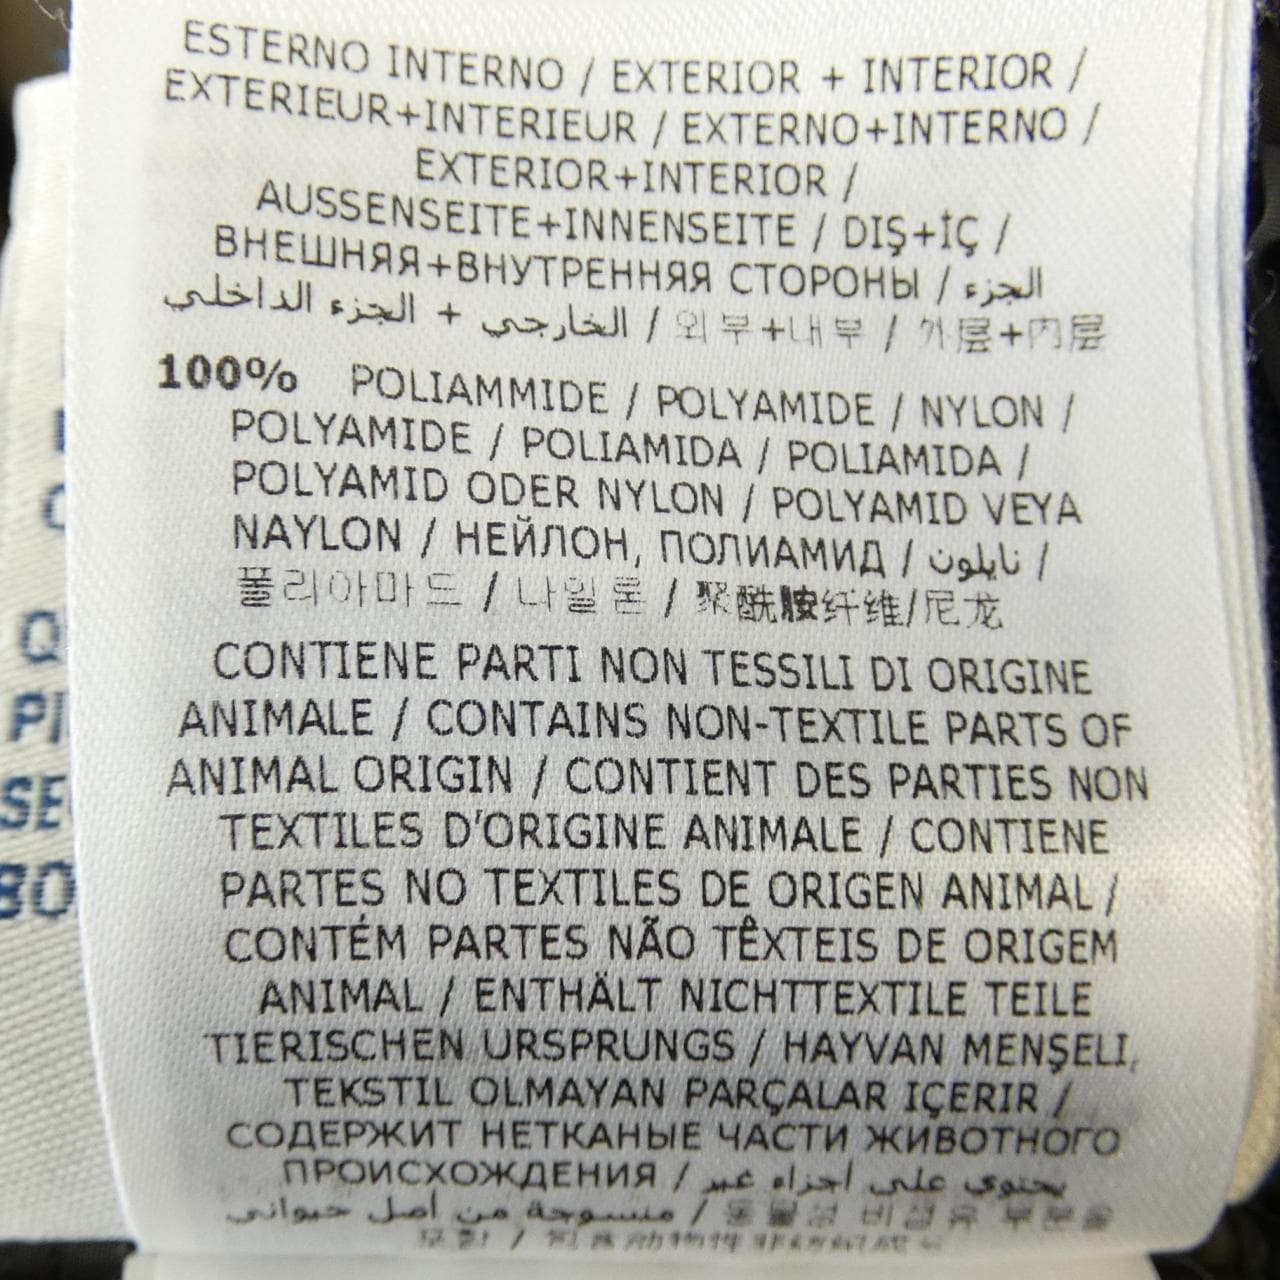 ESTERNO INTERNO / EXTERIOR + INTERIOR /
EXTERIEUR+INTERIEUR / EXTERNO+INTERNO /
EXTERIOR+INTERIOR /
AUSSENSEITE+INNENSEITE / DIŞ+İÇ /
ВНЕШНЯЯ+ВНУТРЕННЯЯ СТОРОНЫ / الجزء
الخارجي + الجزء الداخلي / 외부+내부 / 外层+内层
100% POLIAMMIDE / POLYAMIDE / NYLON /
POLYAMIDE / POLIAMIDA / POLIAMIDA /
POLYAMID ODER NYLON / POLYAMID VEYA
NAYLON / НЕЙЛОН, ПОЛИАМИД / نايلون /
폴리아마드 / 나일론 / 聚酰胺纤维/尼龙
CONTIENE PARTI NON TESSILI DI ORIGINE
ANIMALE / CONTAINS NON-TEXTILE PARTS OF
ANIMAL ORIGIN / CONTIENT DES PARTIES NON
TEXTILES D'ORIGINE ANIMALE / CONTIENE
PARTES NO TEXTILES DE ORIGEN ANIMAL /
CONTÉM PARTES NÃO TÊXTEIS DE ORIGEM
ANIMAL / ENTHÄLT NICHTTEXTILE TEILE
TIERISCHEN URSPRUNGS / HAYVAN MENŞELI,
TEKSTIL OLMAYAN PARÇALAR IÇERIR /
СОДЕРЖИТ НЕТКАНЫЕ ЧАСТИ ЖИВОТНОГО
ПРОИСХОЖДЕНИЯ / يحتوي على أجزاء غير
منسوجة من أصل حيواني / 동물성 비섬유 부분을